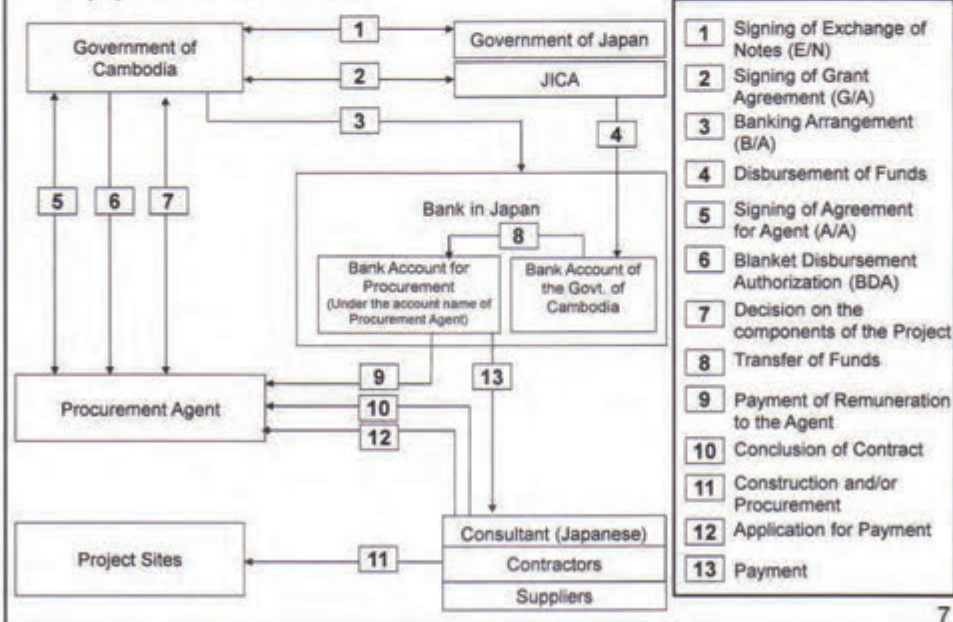 Government of
Cambodia
1
Government of Japan
2
JICA
3
4
5
6
7
Bank in Japan
8
Bank Account for
Procurement
(Under the account name of
Procurement Agent)
Bank Account of
the Govt. of
Cambodia
9
13
Procurement Agent
10
12
Project Sites
11
Consultant (Japanese)
Contractors
Suppliers
1 Signing of Exchange of
Notes (E/N)
2 Signing of Grant
Agreement (G/A)
3 Banking Arrangement
(B/A)
4 Disbursement of Funds
5 Signing of Agreement
for Agent (A/A)
6 Blanket Disbursement
Authorization (BDA)
7 Decision on the
components of the Project
8 Transfer of Funds
9 Payment of Remuneration
to the Agent
10 Conclusion of Contract
11 Construction and/or
Procurement
12 Application for Payment
13 Payment
7